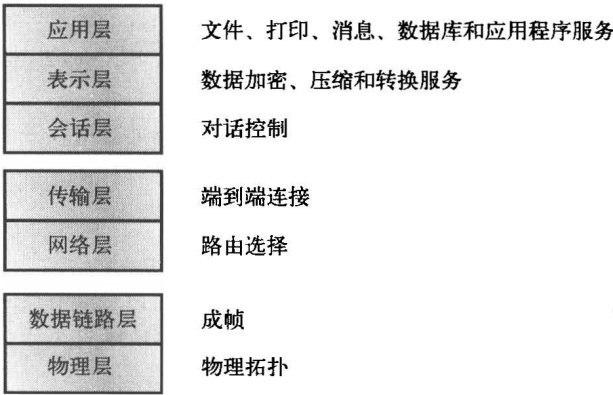 应用层 文件、打印、消息、数据库和应用程序服务
表示层 数据加密、压缩和转换服务
会话层 对话控制
传输层 端到端连接
网络层 路由选择
数据链路层 成帧
物理层 物理拓扑